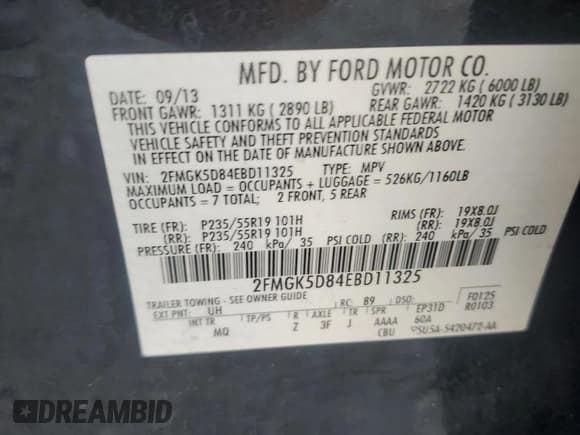 MFD. BY FORD MOTOR CO.
DATE: 09/13 GVWR: 2722 KG ( 6000 LB)
FRONT GAWR: 1311 KG ( 2890 LB) REAR GAWR: 1420 KG ( 3130 LB)
THIS VEHICLE CONFORMS TO ALL APPLICABLE FEDERAL MOTOR
VEHICLE SAFETY AND THEFT PREVENTION STANDARDS
IN EFFECT ON THE DATE OF MANUFACTURE SHOWN ABOVE.
VIN: 2FMGK5D84EBD11325 TYPE: MPV
MAXIMUM LOAD = OCCUPANTS + LUGGAGE = 526KG/1160LB
OCCUPANTS = 7 TOTAL; 2 FRONT, 5 REAR
TIRE (FR): P235/55R19 101H RIMS (FR): 19X8.0J
(RR): P235/55R19 101H (RR): 19X8.0J
PRESSURE (FR): 240 kPa/ 35 PSI COLD (RR): 240 kPa/ 35 PSI COLD
2FMGK5D84EBD11325
TRAILER TOWING - SEE OWNER GUIDE
EXT PNT: UH RC: B9 DSO: F0125
R0103
INT TR TP/PS R AXLE TR SPR EP31D
MQ Z 3F J AAAA 60A
CBU SU5A-5420472-AA
DREAMBID